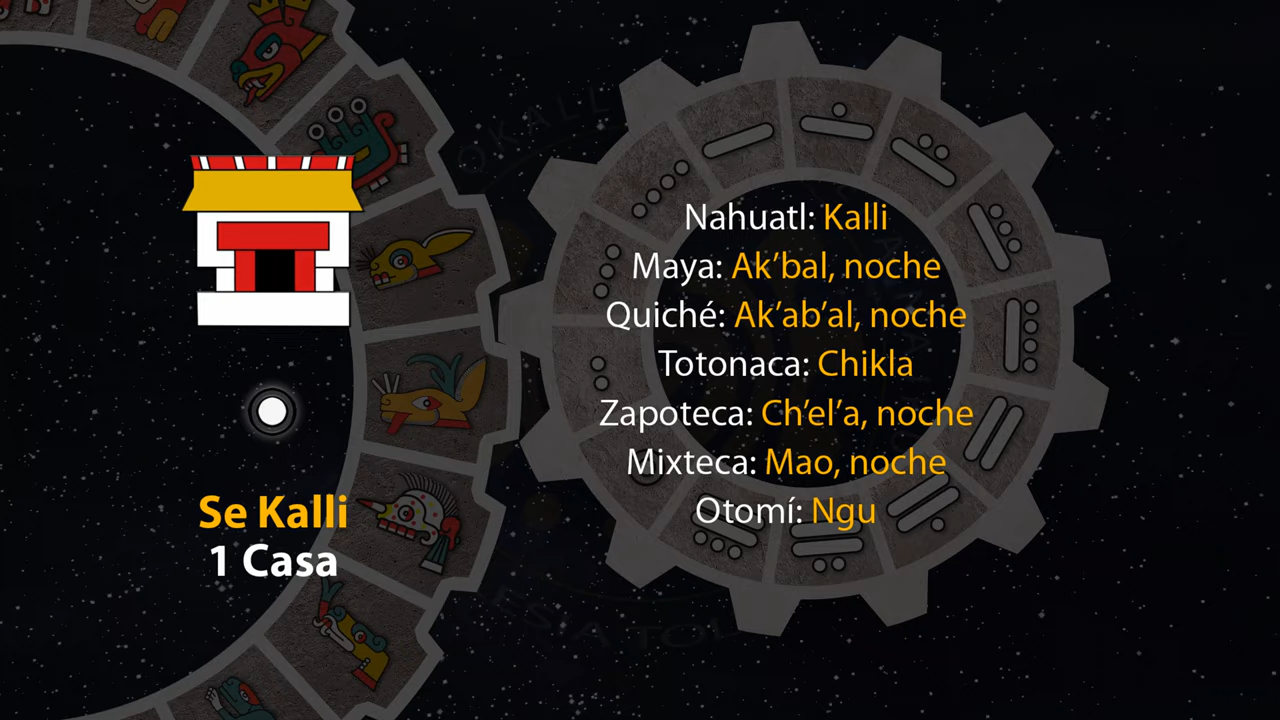 Nahuatl: Kalli
Maya: Ak’bal, noche
Quiché: Ak’ab’al, noche
Totonaca: Chikla
Zapoteca: Ch’el’a, noche
Mixteca: Mao, noche
Otomí: Ngu
Se Kalli
1 Casa